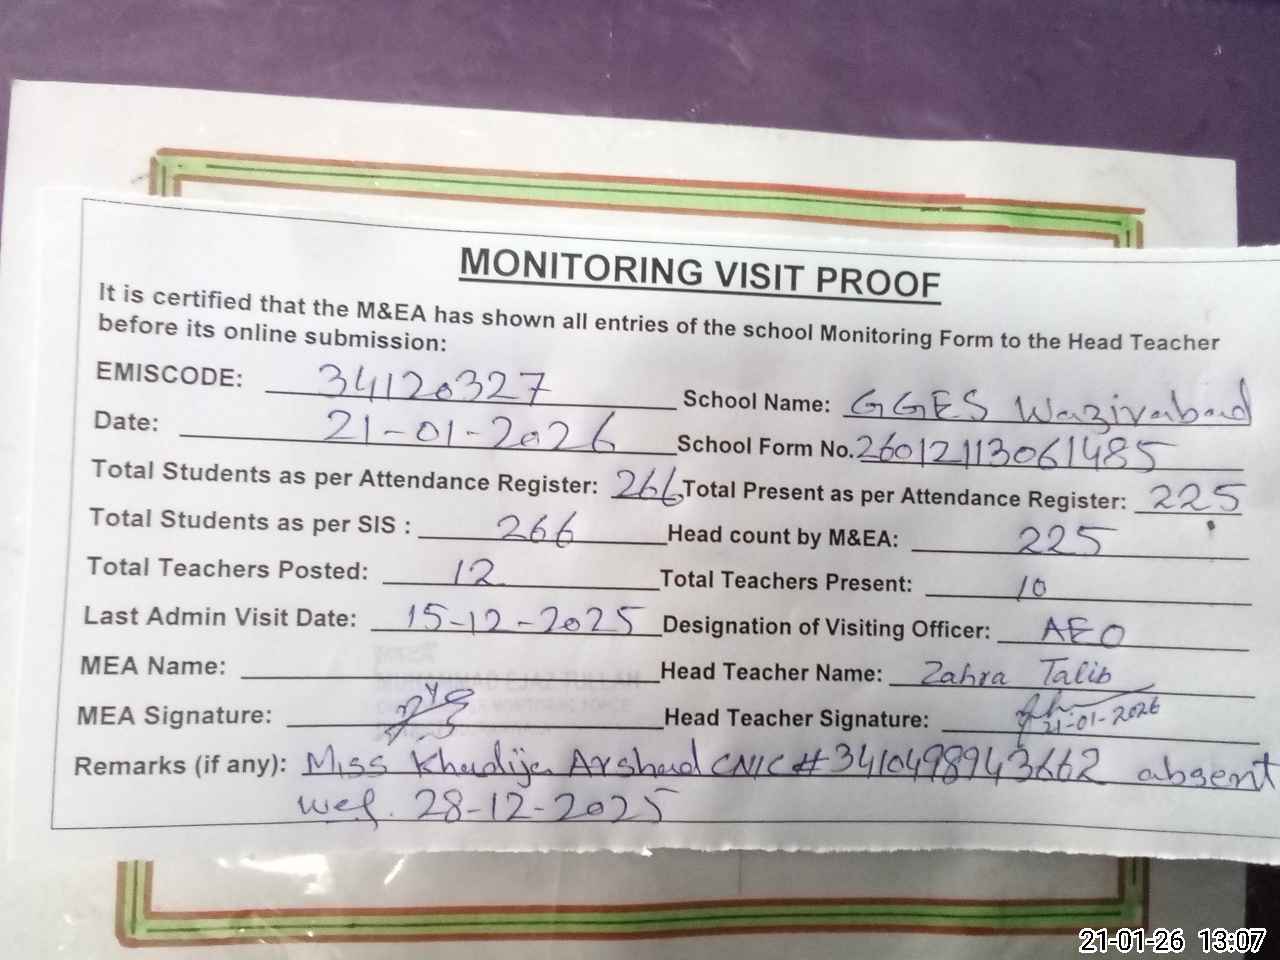 MONITORING VISIT PROOF
It is certified that the M&EA has shown all entries of the school Monitoring Form to the Head Teacher
before its online submission:
EMISCODE: 34120327 School Name: GGES Wazirabad
Date: 21-01-2026 School Form No. 26012113061485
Total Students as per Attendance Register: 266 Total Present as per Attendance Register: 225
Total Students as per SIS : 266 Head count by M&EA: 225
Total Teachers Posted: 12 Total Teachers Present: 10
Last Admin Visit Date: 15-12-2025 Designation of Visiting Officer: AEO
MEA Name: Head Teacher Name: Zahra Talib
MEA Signature: Head Teacher Signature: 21-01-2026
Remarks (if any): Miss Khadija Arshad CNIC # 3410498943662 absent
wef. 28-12-2025
21-01-26 13:07